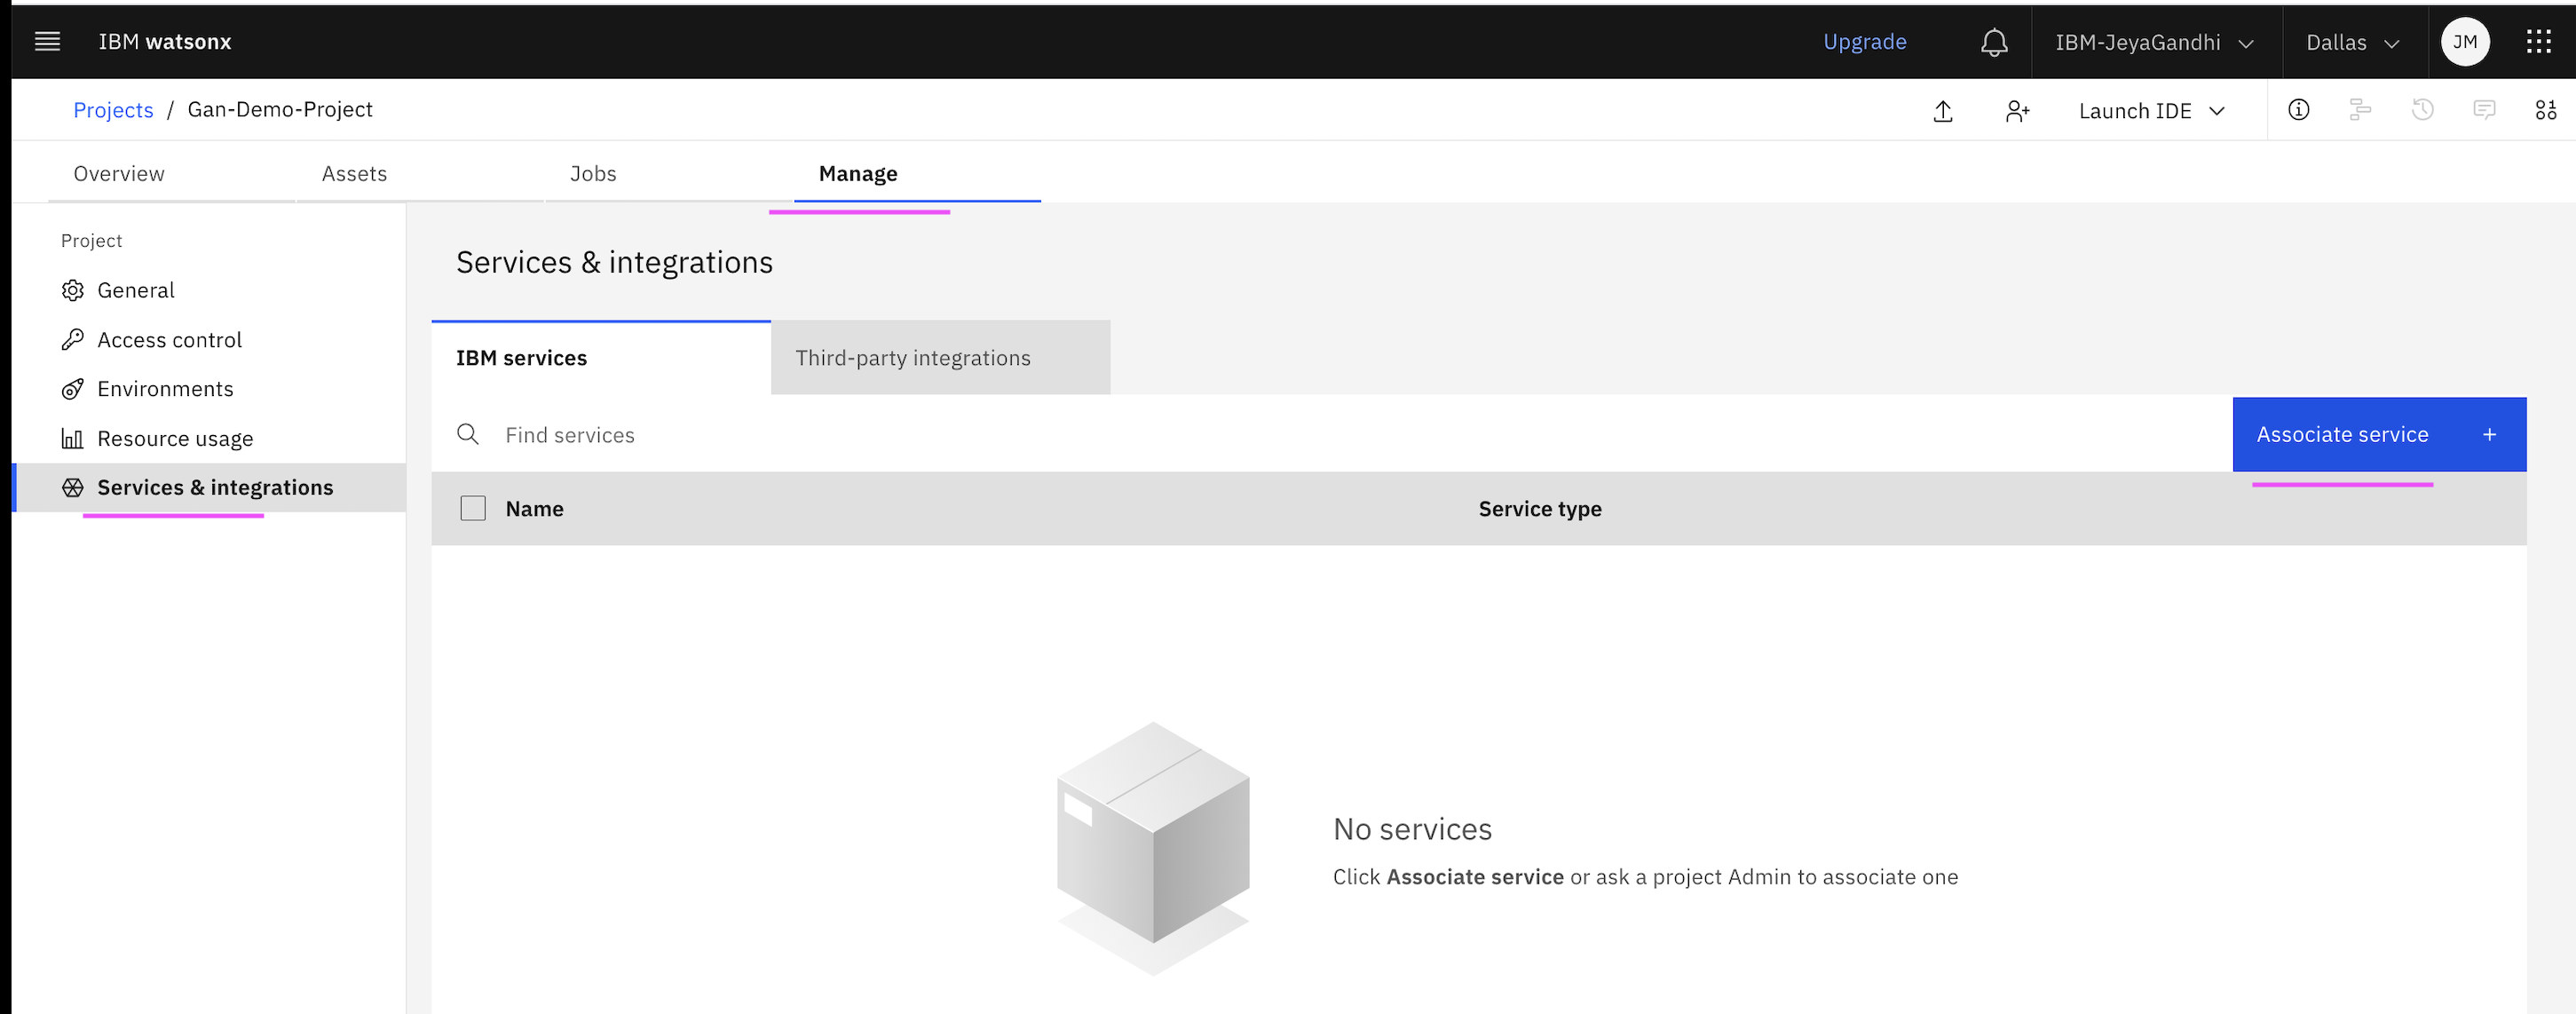 IBM watsonx
Upgrade
IBM-JeyaGandhi
Dallas
JM
Projects / Gan-Demo-Project
Launch IDE
Overview
Assets
Jobs
Manage
Project
General
Access control
Environments
Resource usage
Services & integrations
Services & integrations
IBM services
Third-party integrations
Find services
Associate service +
Name
Service type
No services
Click Associate service or ask a project Admin to associate one